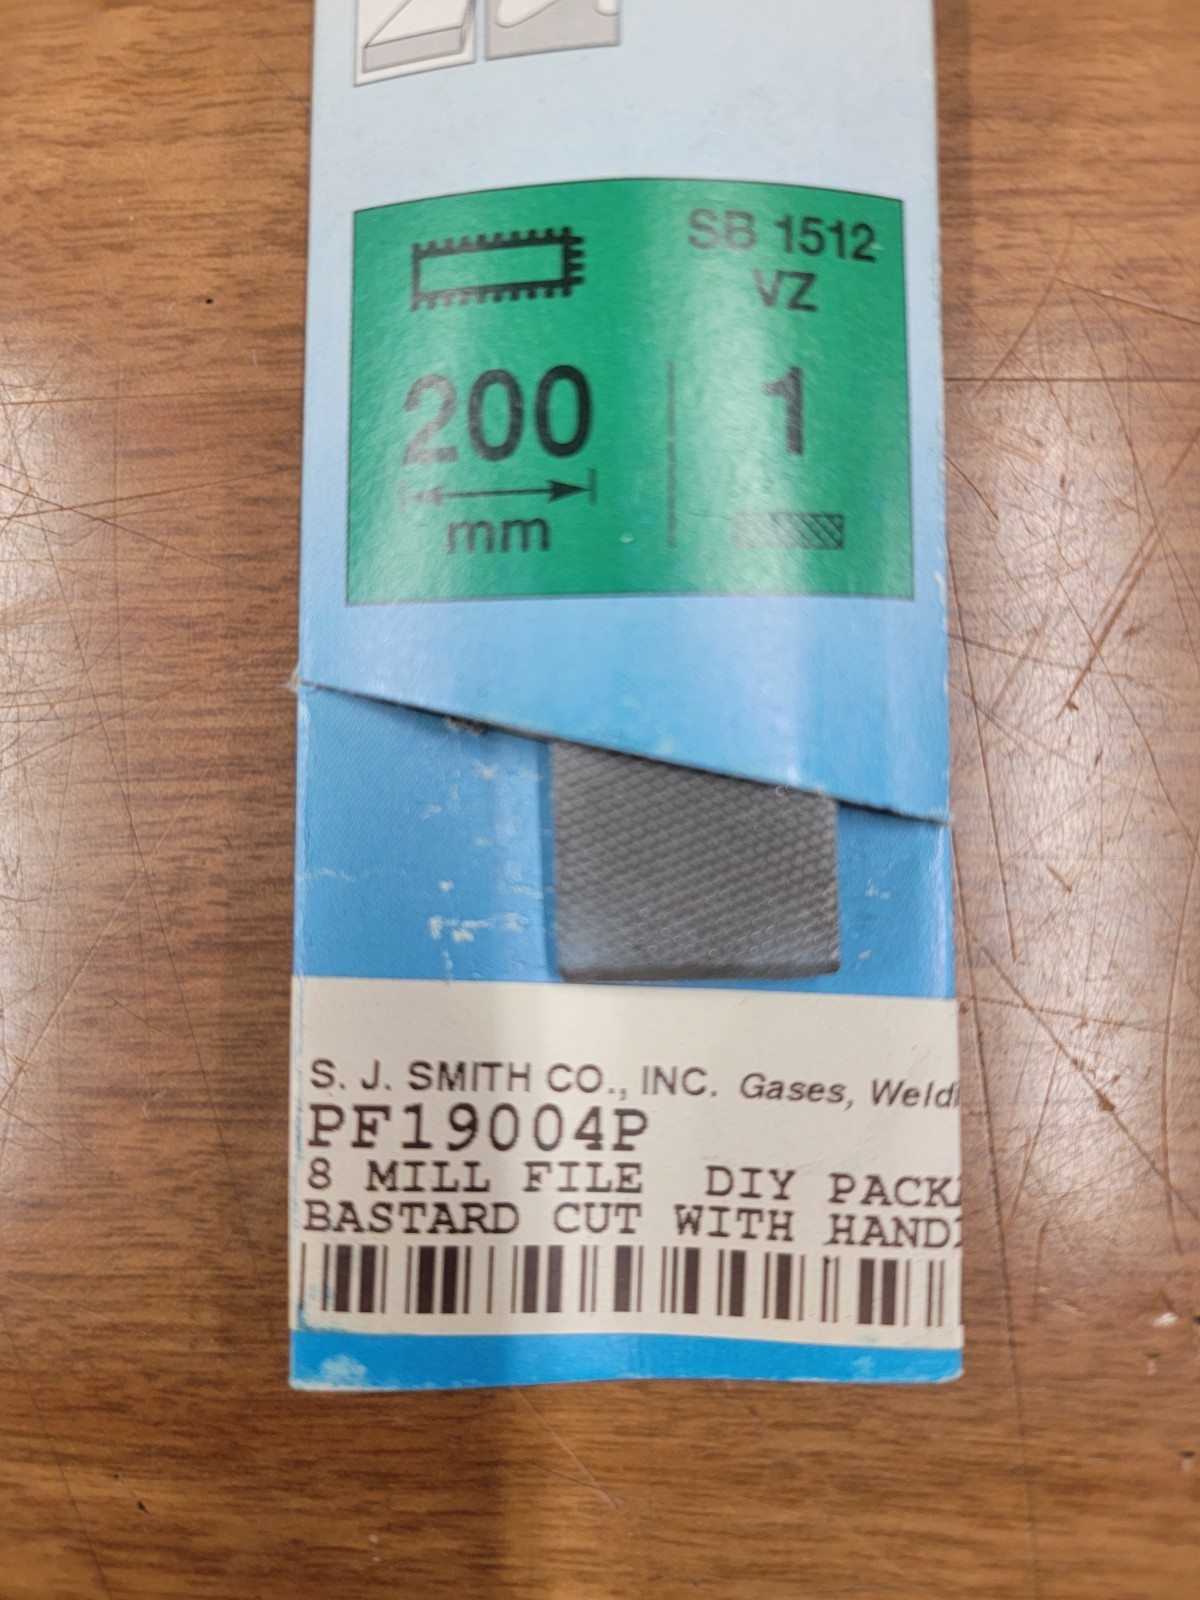 SB 1512
VZ
200
1
mm
S. J. SMITH CO., INC. Gases,
PF19004P
8 MILL FILE DIY
BASTARD CUT WITH